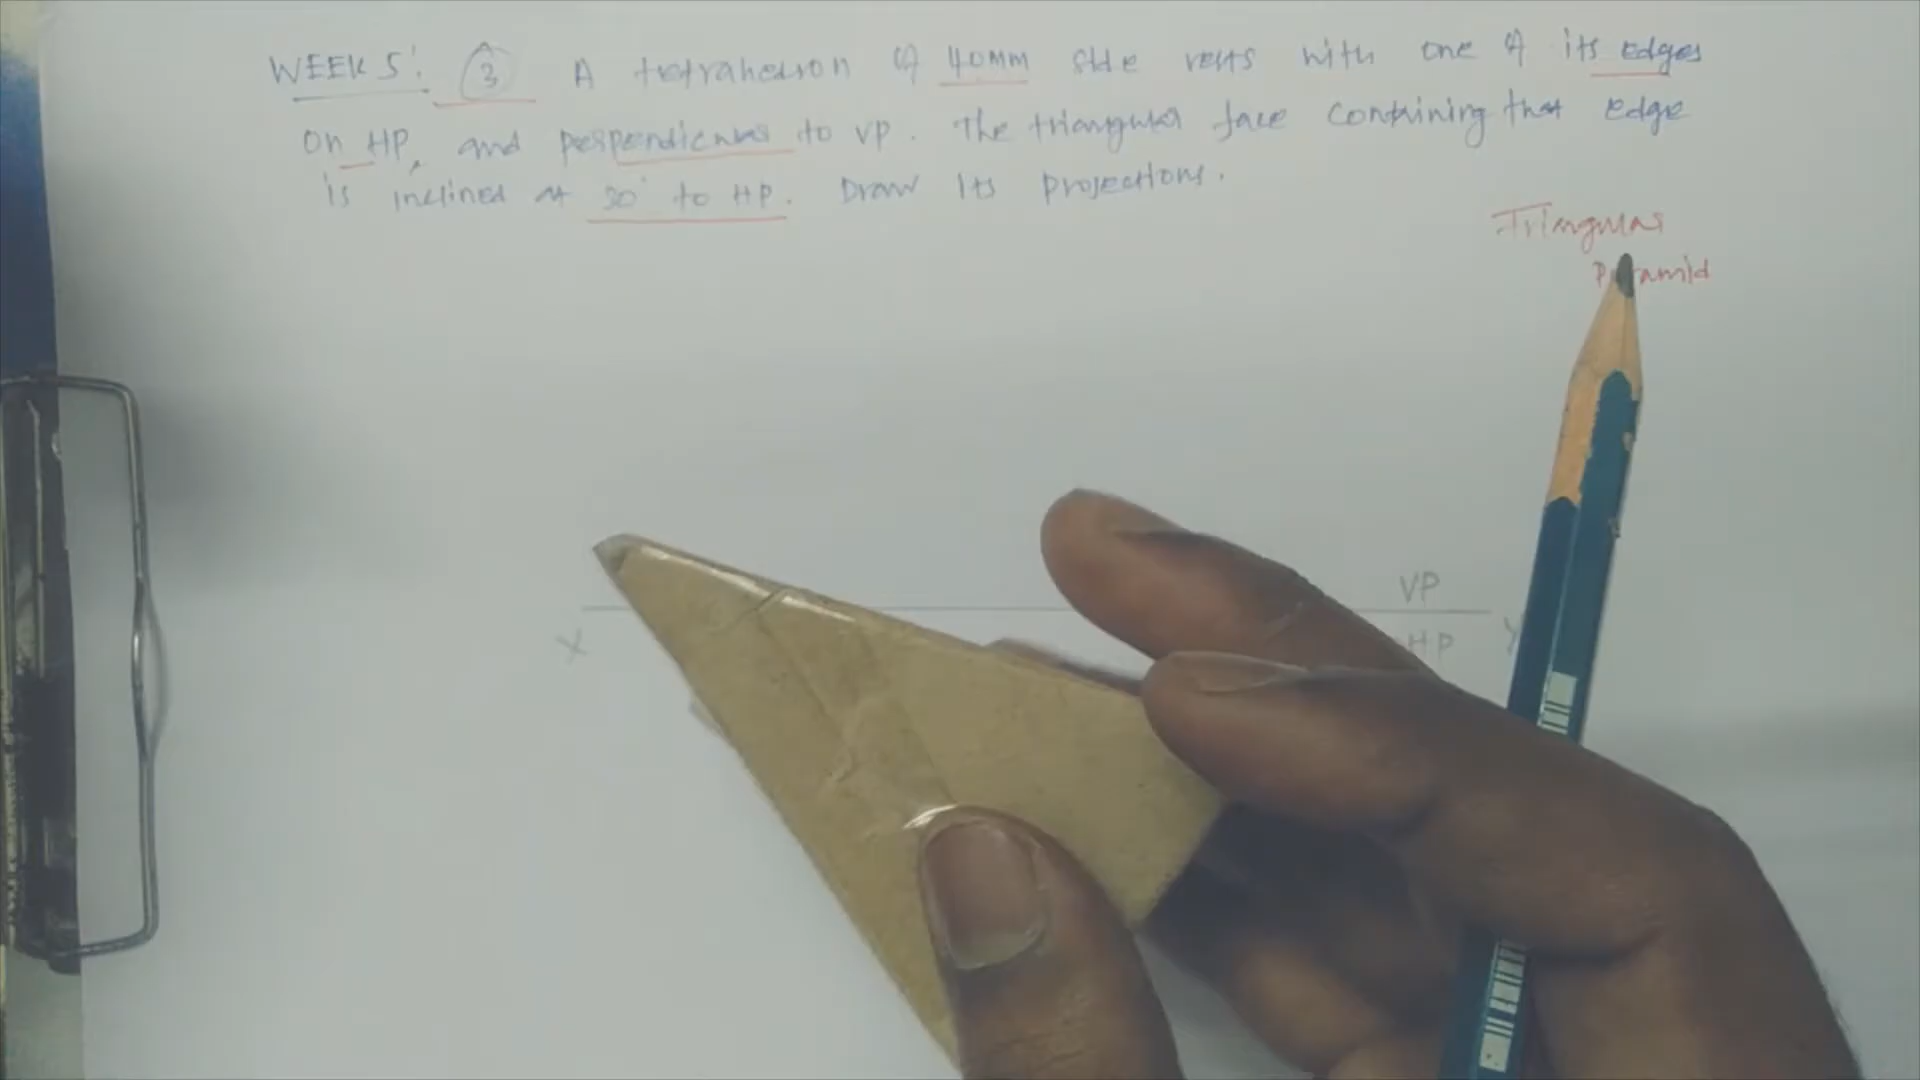 WEEK 5: 3 A tetrahedron of 40MM side rests with one of its edges
on HP, and perpendicular to VP. The triangular face containing that edge
is inclined at 30° to HP. Draw its projections.
Triangular
Pyramid
VP
X HP Y